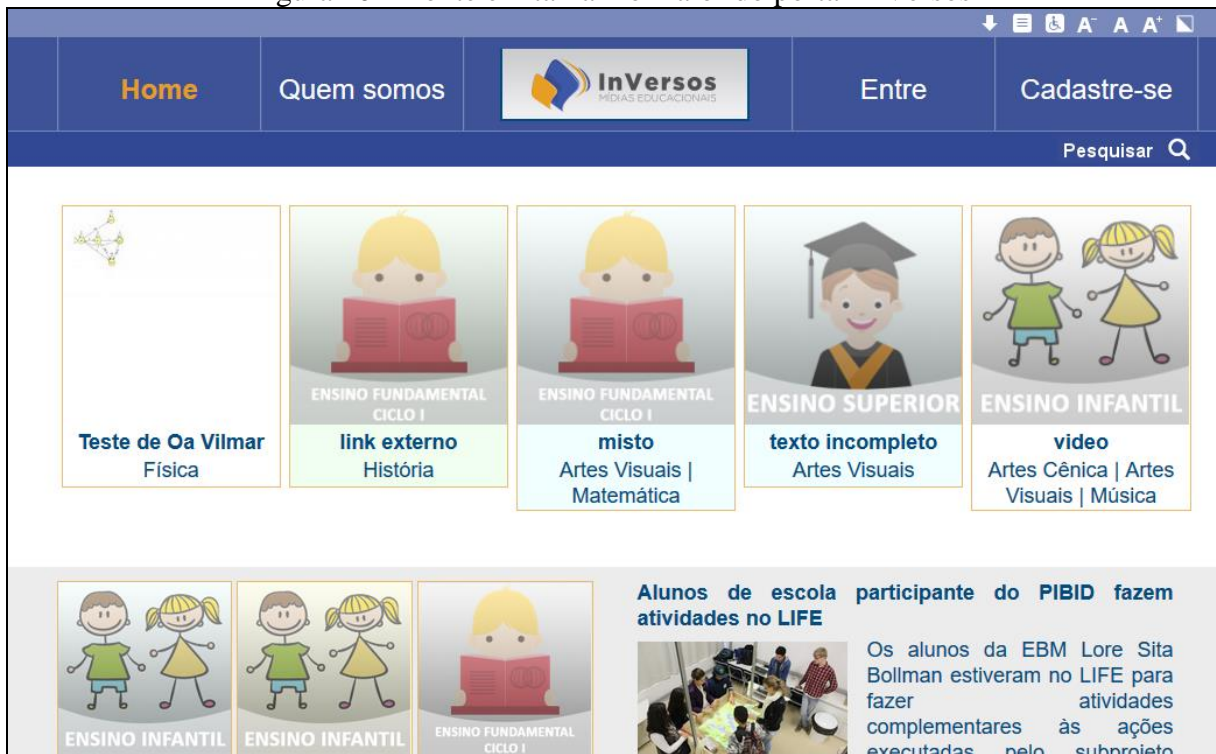 A- A A+
Home
Quem somos
InVersos
MÍDIAS EDUCACIONAIS
Entre
Cadastre-se
Pesquisar
ENSINO FUNDAMENTAL
CICLO I
ENSINO FUNDAMENTAL
CICLO I
ENSINO SUPERIOR
ENSINO INFANTIL
Teste de Oa Vilmar
Física
link externo
História
misto
Artes Visuais |
Matemática
texto incompleto
Artes Visuais
video
Artes Cênica | Artes
Visuais | Música
ENSINO INFANTIL
ENSINO INFANTIL
ENSINO FUNDAMENTAL
CICLO I
Alunos de escola participante do PIBID fazem
atividades no LIFE
Os alunos da EBM Lore Sita
Bollman estiveram no LIFE para
fazer atividades
complementares às ações
executadas pelo subprojeto